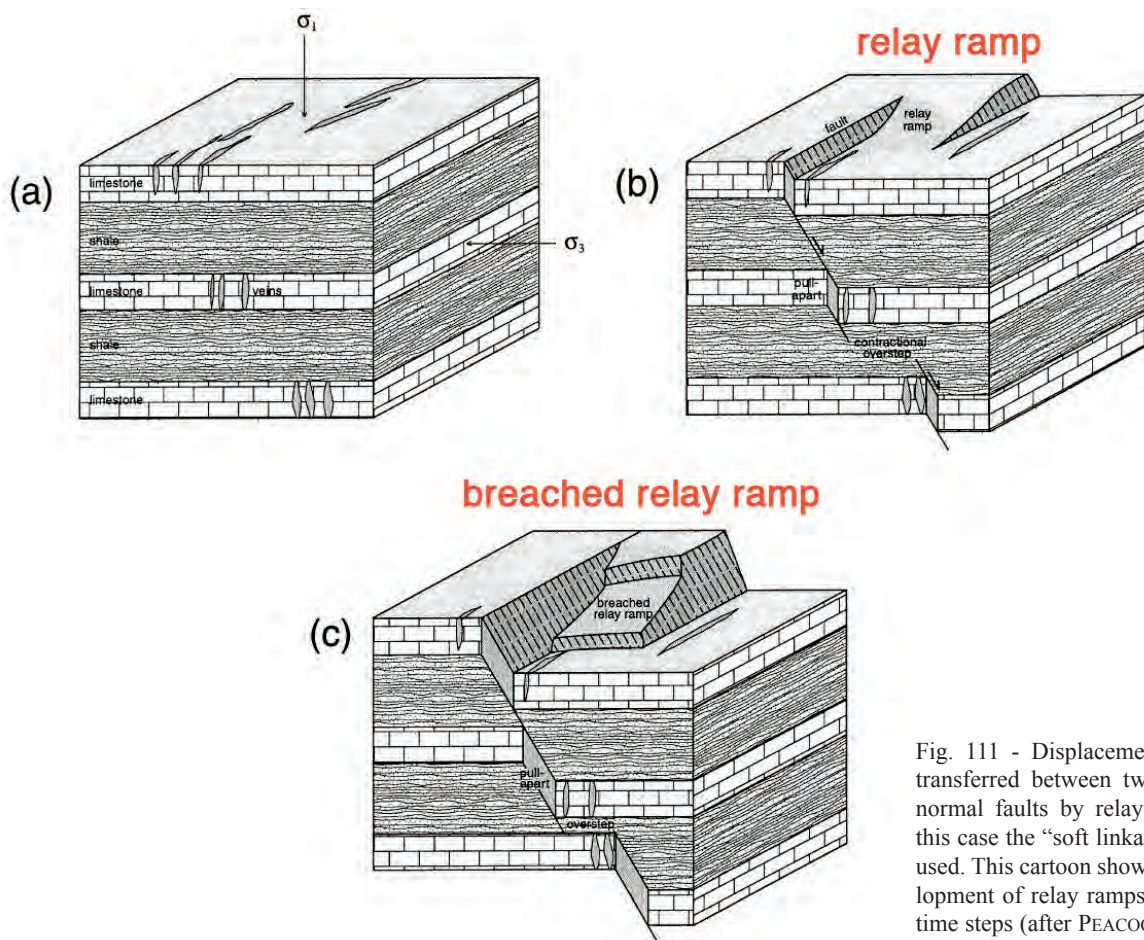 σ1
(a)
limestone
shale
σ3
limestone
veins
shale
limestone
relay ramp
(b)
fault
relay
ramp
pull-
apart
contractional
overstep
breached relay ramp
(c)
breached
relay ramp
pull-
apart
overstep
Fig. 111 - Displaceme
transferred between tw
normal faults by relay
this case the “soft linka
used. This cartoon show
lopment of relay ramps
time steps (after PEACO